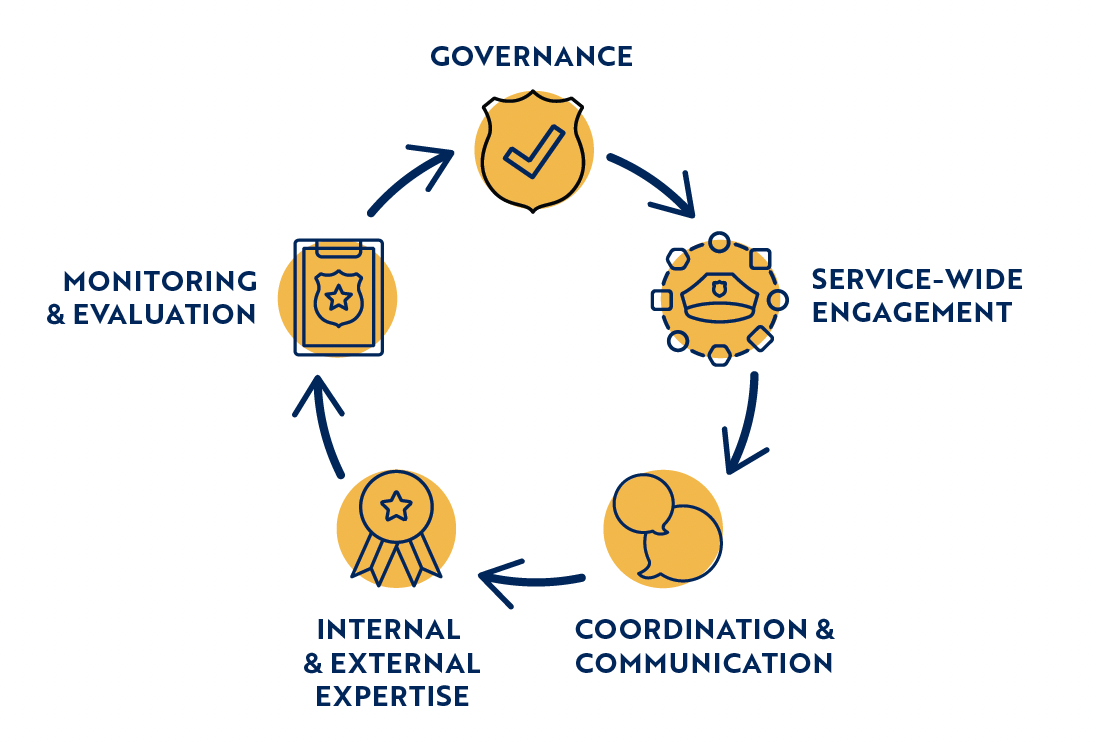 GOVERNANCE
SERVICE-WIDE
ENGAGEMENT
COORDINATION &
COMMUNICATION
INTERNAL
& EXTERNAL
EXPERTISE
MONITORING
& EVALUATION